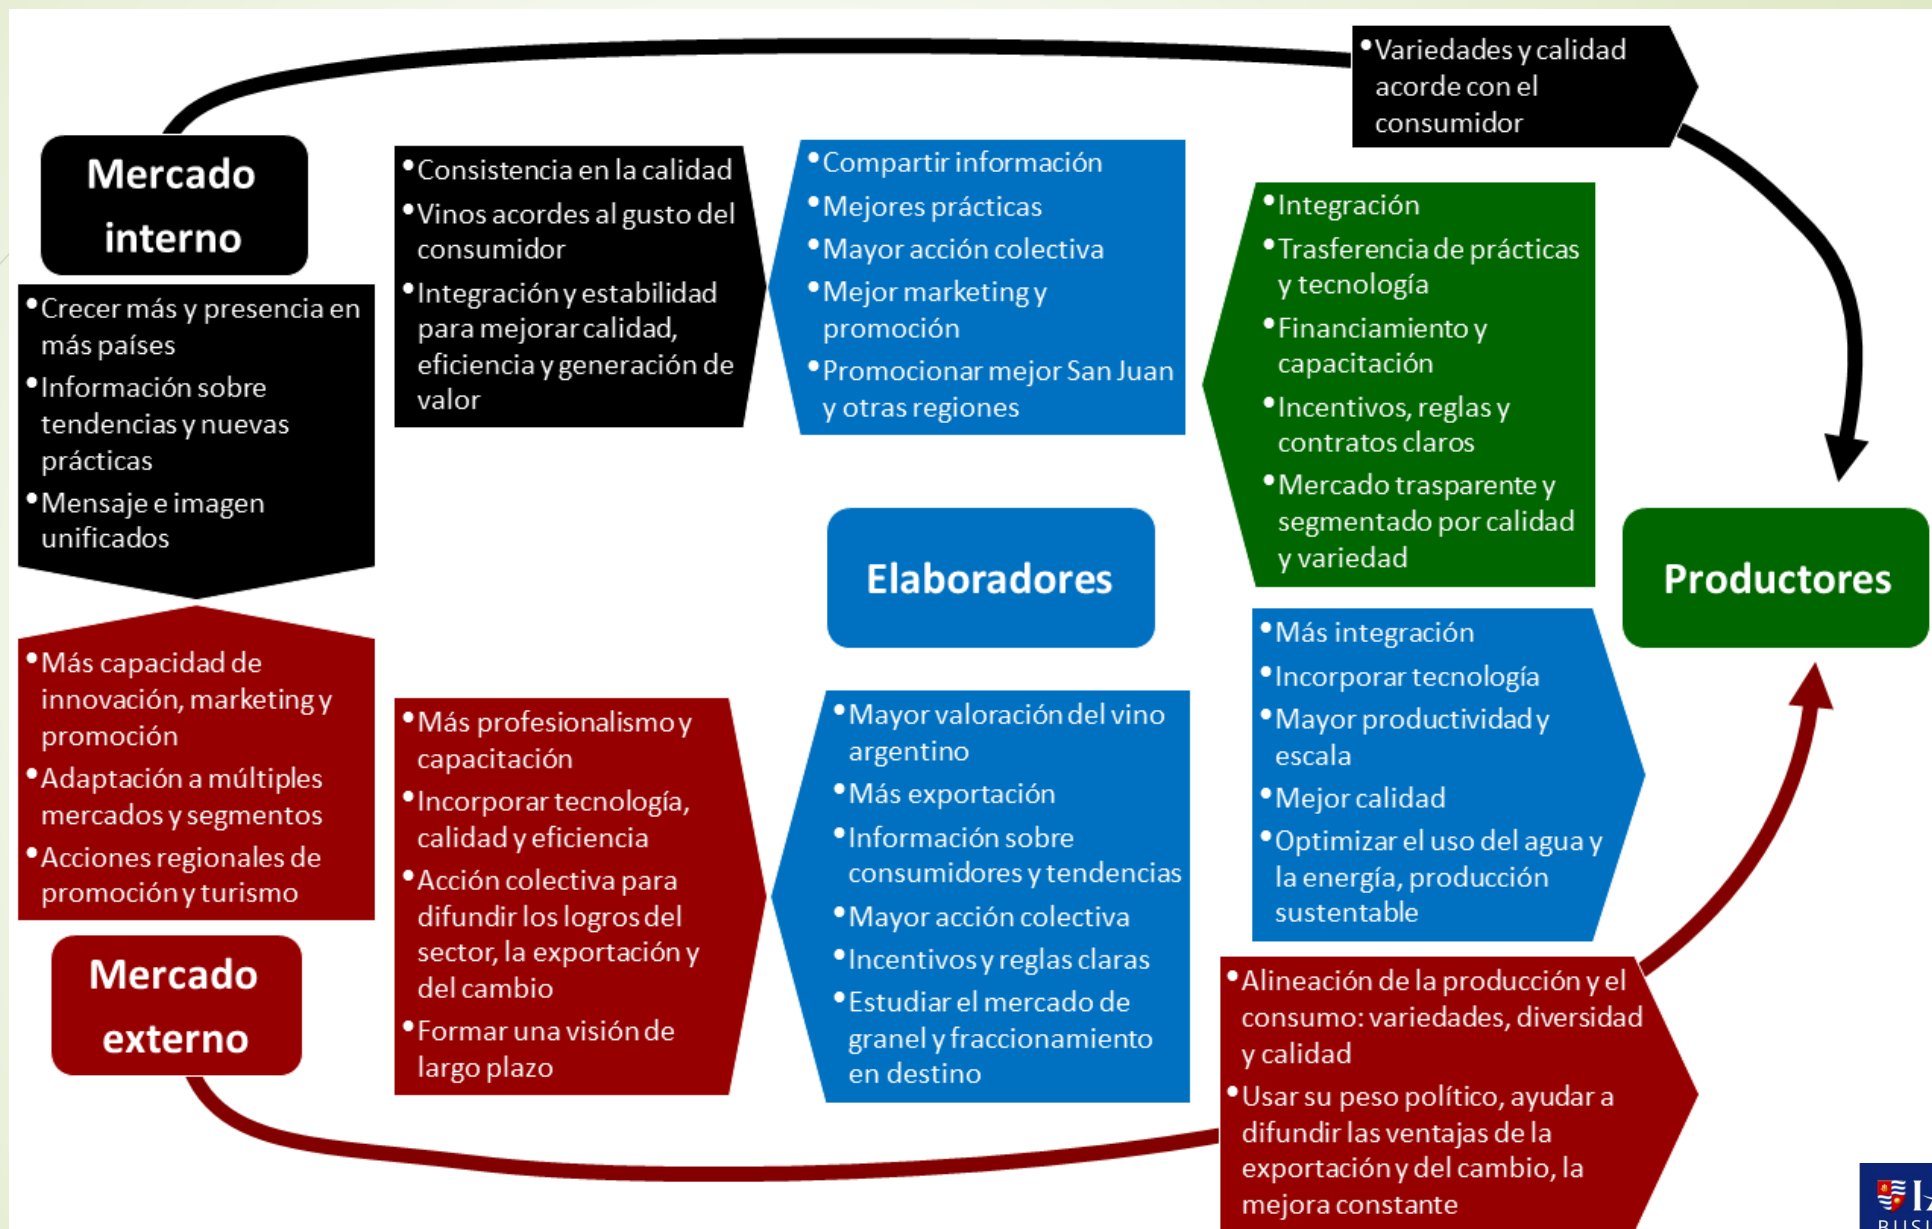 • Variedades y calidad
acorde con el
consumidor
Mercado
interno
• Crecer más y presencia en
más países
• Información sobre
tendencias y nuevas
prácticas
• Mensaje e imagen
unificados
• Consistencia en la calidad
• Vinos acordes al gusto del
consumidor
• Integración y estabilidad
para mejorar calidad,
eficiencia y generación de
valor
• Compartir información
• Mejores prácticas
• Mayor acción colectiva
• Mejor marketing y
promoción
• Promocionar mejor San Juan
y otras regiones
• Integración
• Trasferencia de prácticas
y tecnología
• Financiamiento y
capacitación
• Incentivos, reglas y
contratos claros
• Mercado trasparente y
segmentado por calidad
y variedad
Elaboradores
Productores
• Más capacidad de
innovación, marketing y
promoción
• Adaptación a múltiples
mercados y segmentos
• Acciones regionales de
promoción y turismo
Mercado
externo
• Más profesionalismo y
capacitación
• Incorporar tecnología,
calidad y eficiencia
• Acción colectiva para
difundir los logros del
sector, la exportación y
del cambio
• Formar una visión de
largo plazo
• Mayor valoración del vino
argentino
• Más exportación
• Información sobre
consumidores y tendencias
• Mayor acción colectiva
• Incentivos y reglas claras
• Estudiar el mercado de
granel y fraccionamiento
en destino
• Más integración
• Incorporar tecnología
• Mayor productividad y
escala
• Mejor calidad
• Optimizar el uso del agua y
la energía, producción
sustentable
• Alineación de la producción y el
consumo: variedades, diversidad
y calidad
• Usar su peso político, ayudar a
difundir las ventajas de la
exportación y del cambio, la
mejora constante